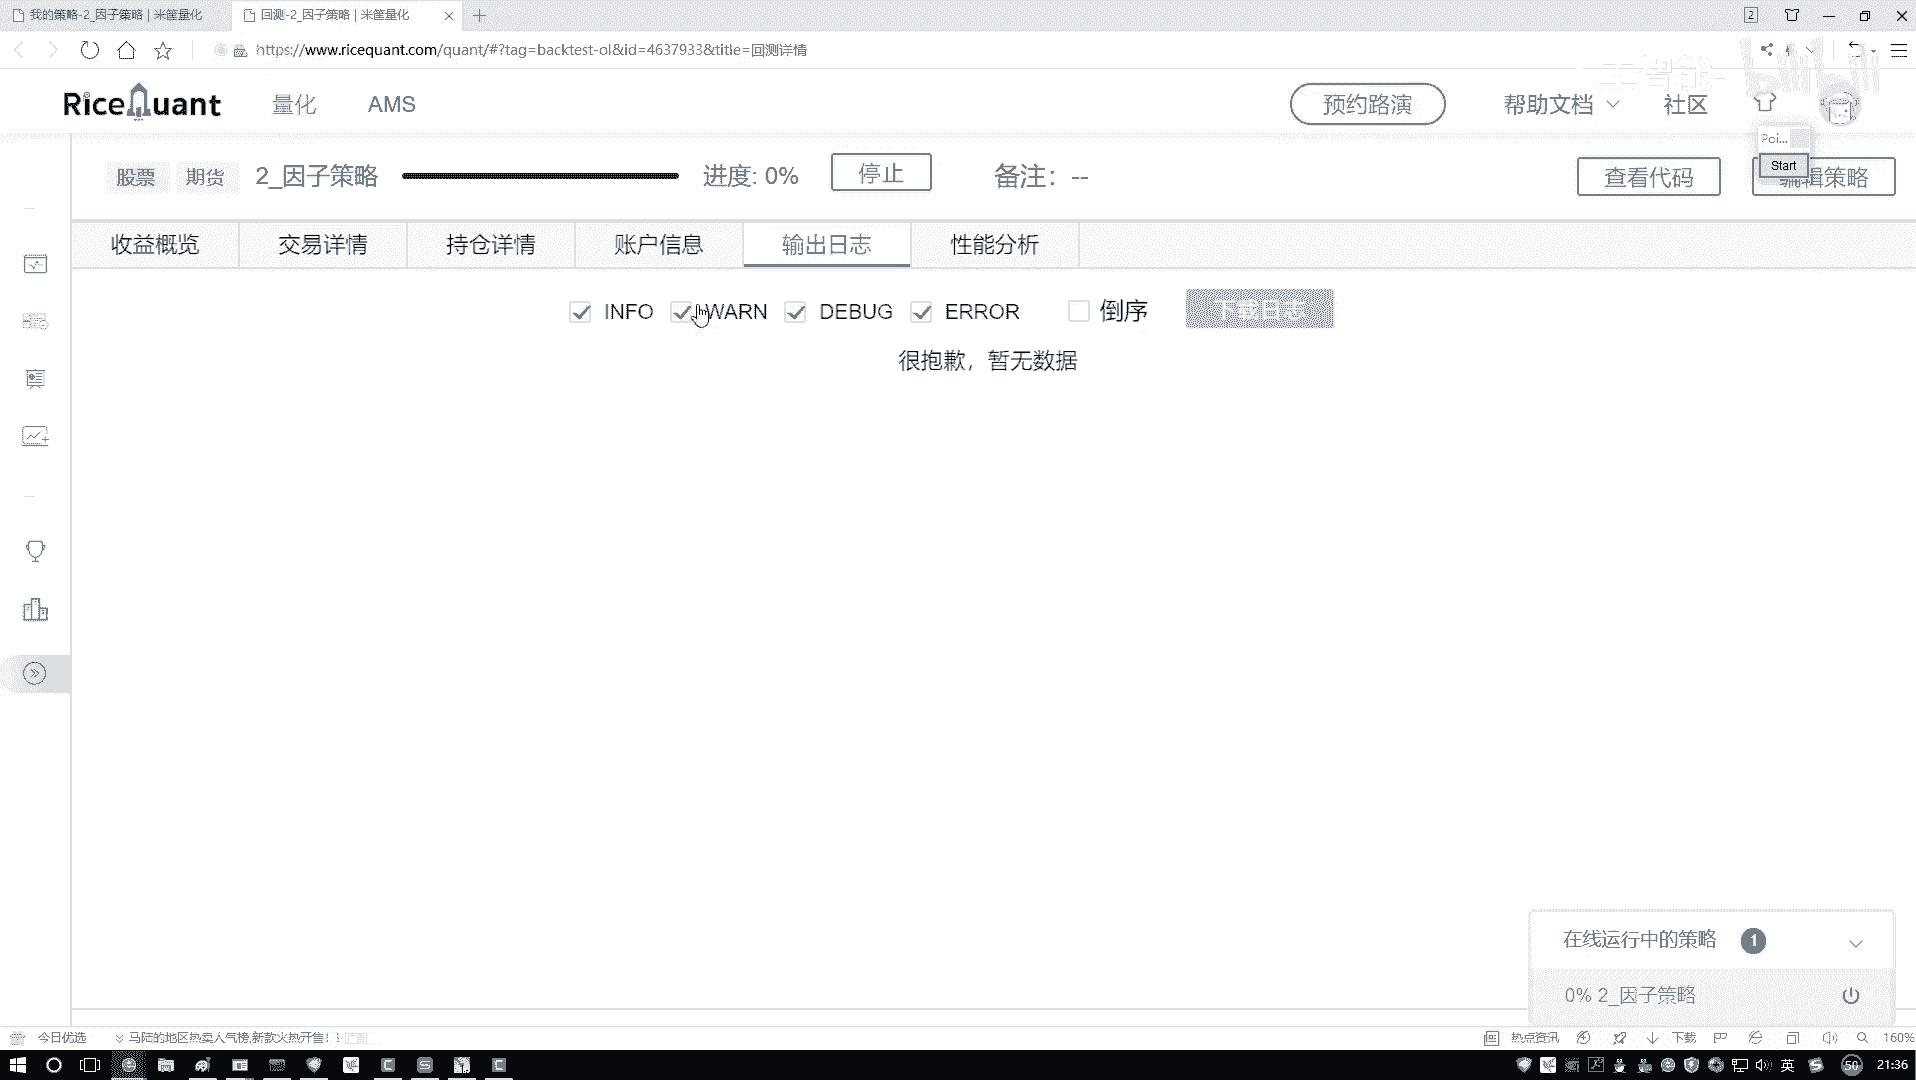 我的策略-2_因子策略 | 米筐量化
回测-2_因子策略 | 米筐量化
2
https://www.ricequant.com/quant/#?tag=backtest-ol&id=4637933&title=回测详情
RiceQuant
量化
AMS
预约路演
帮助文档
社区
bilibili
Poi...
Start
股票
期货
2_因子策略
进度: 0%
停止
备注: --
查看代码
编辑策略
收益概览
交易详情
持仓详情
账户信息
输出日志
性能分析
INFO
WARN
DEBUG
ERROR
倒序
下载日志
很抱歉，暂无数据
在线运行中的策略
1
0% 2_因子策略
今日优选
马陆的地区热卖人气榜,新款火热开售！
热点资讯
下载
160%
英
50
21:36